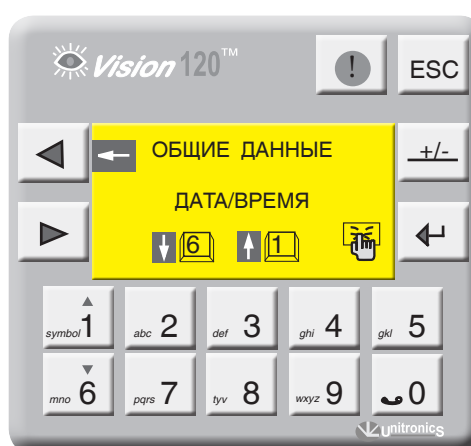 Vision 120™
! ESC
ОБЩИЕ ДАННЫЕ
+/-
ДАТА/ВРЕМЯ
6 1
symbol 1 abc 2 def 3 ghi 4 gkl 5
mno 6 pqrs 7 tyv 8 wxyz 9 0
Unitronics